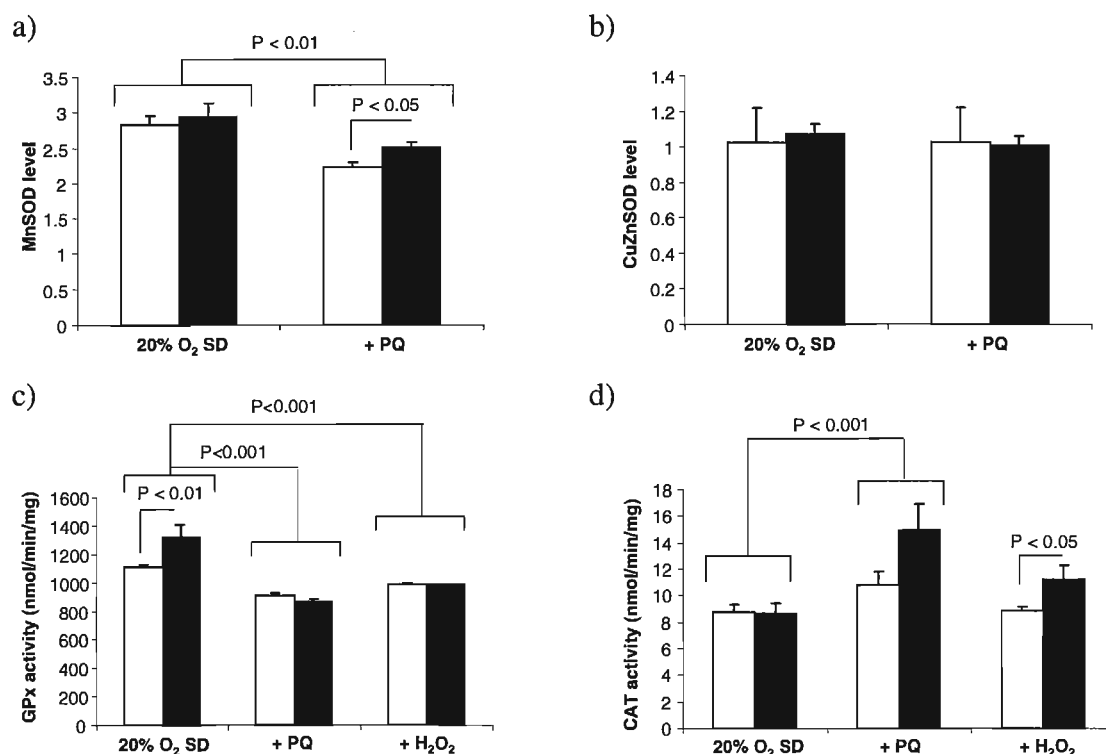 a)
P < 0.01
P < 0.05
MnSOD level
3.5
3
2.5
2
1.5
1
0.5
0
20% O2 SD
+ PQ
b)
CuZnSOD level
1.4
1.2
1
0.8
0.6
0.4
0.2
0
20% O2 SD
+ PQ
c)
P<0.001
P<0.001
P < 0.01
GPx activity (nmol/min/mg)
1600
1400
1200
1000
800
600
400
200
0
20% O2 SD
+ PQ
+ H2O2
d)
P < 0.001
P < 0.05
CAT activity (nmol/min/mg)
18
16
14
12
10
8
6
4
2
0
20% O2 SD
+ PQ
+ H2O2